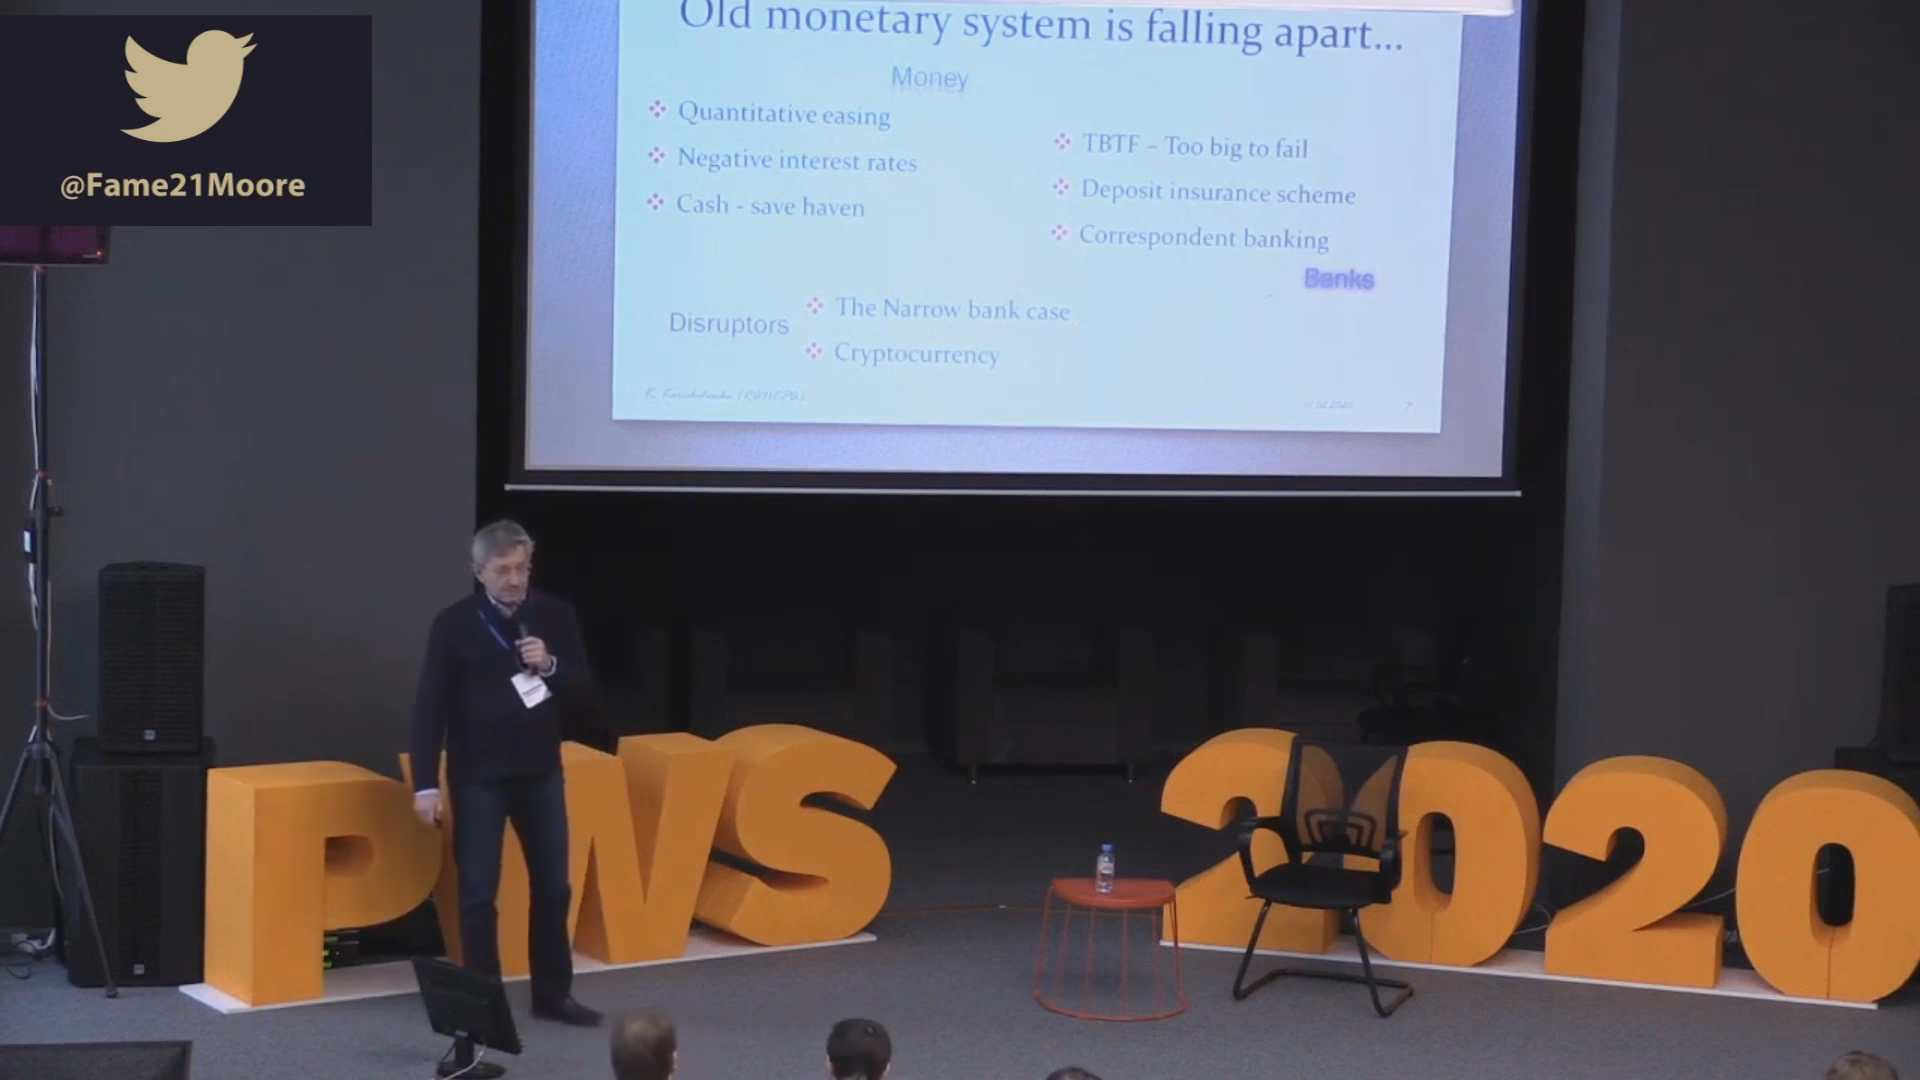 @Fame21Moore
Old monetary system is falling apart...
Money
Quantitative easing
Negative interest rates
Cash - save haven
TBTF – Too big to fail
Deposit insurance scheme
Correspondent banking
Banks
Disruptors
The Narrow bank case
Cryptocurrency
7
PWS 2020